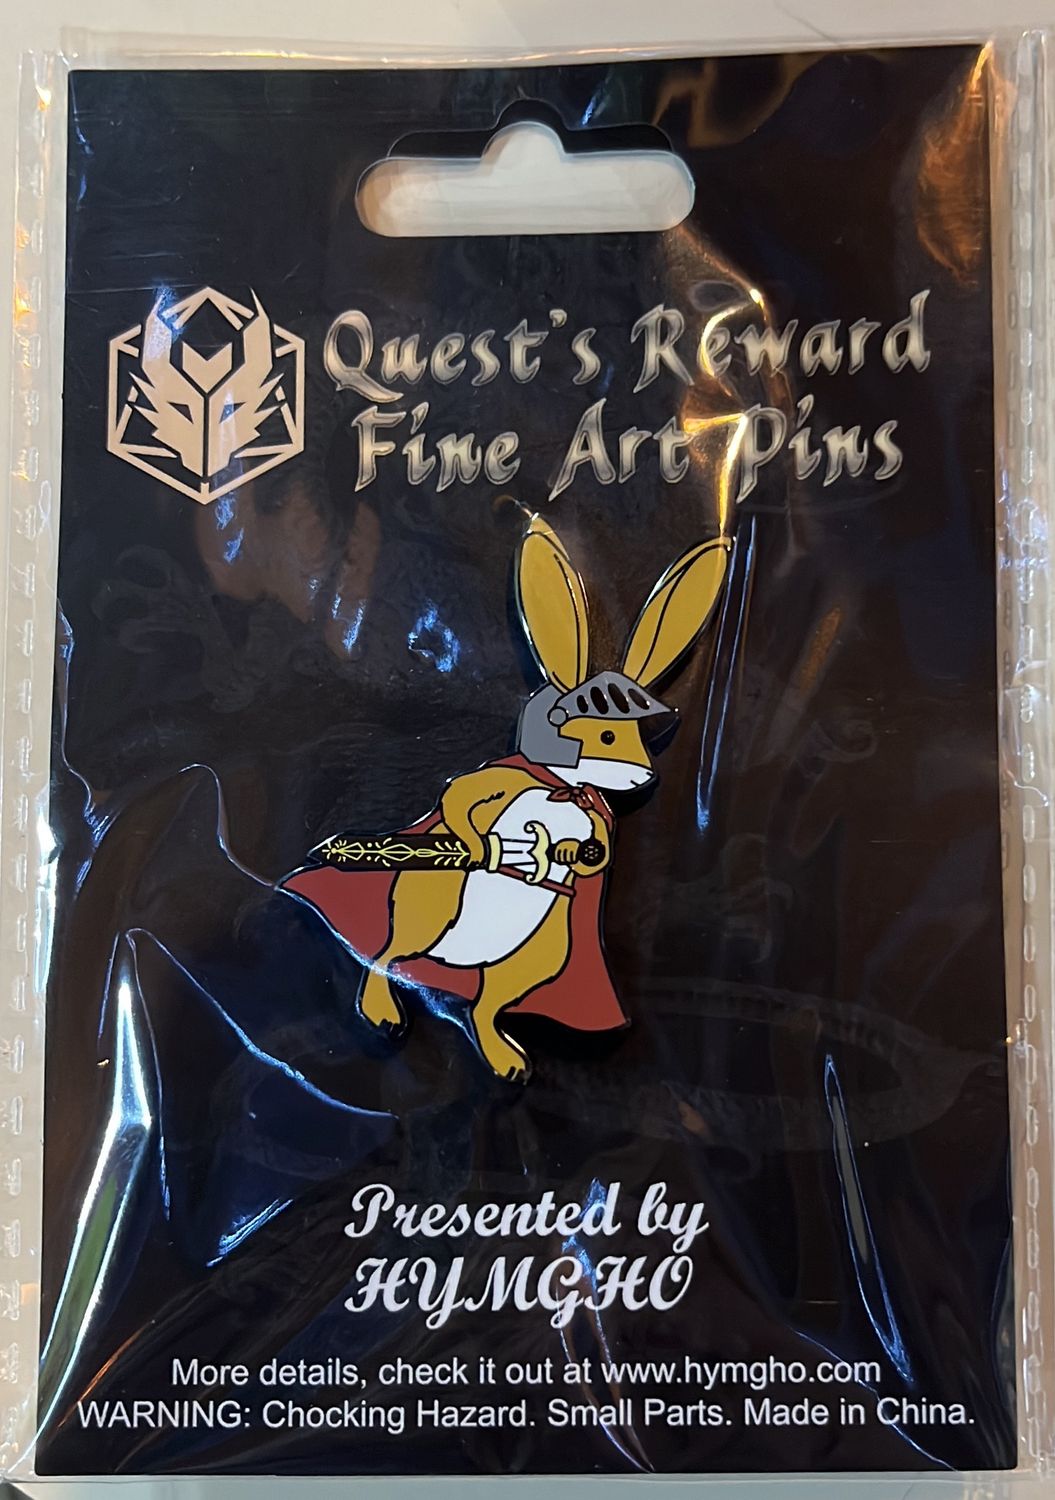 Quest's Reward
Fine Art Pins
Presented by
HYMGHO
More details, check it out at www.hymgho.com
WARNING: Chocking Hazard. Small Parts. Made in China.